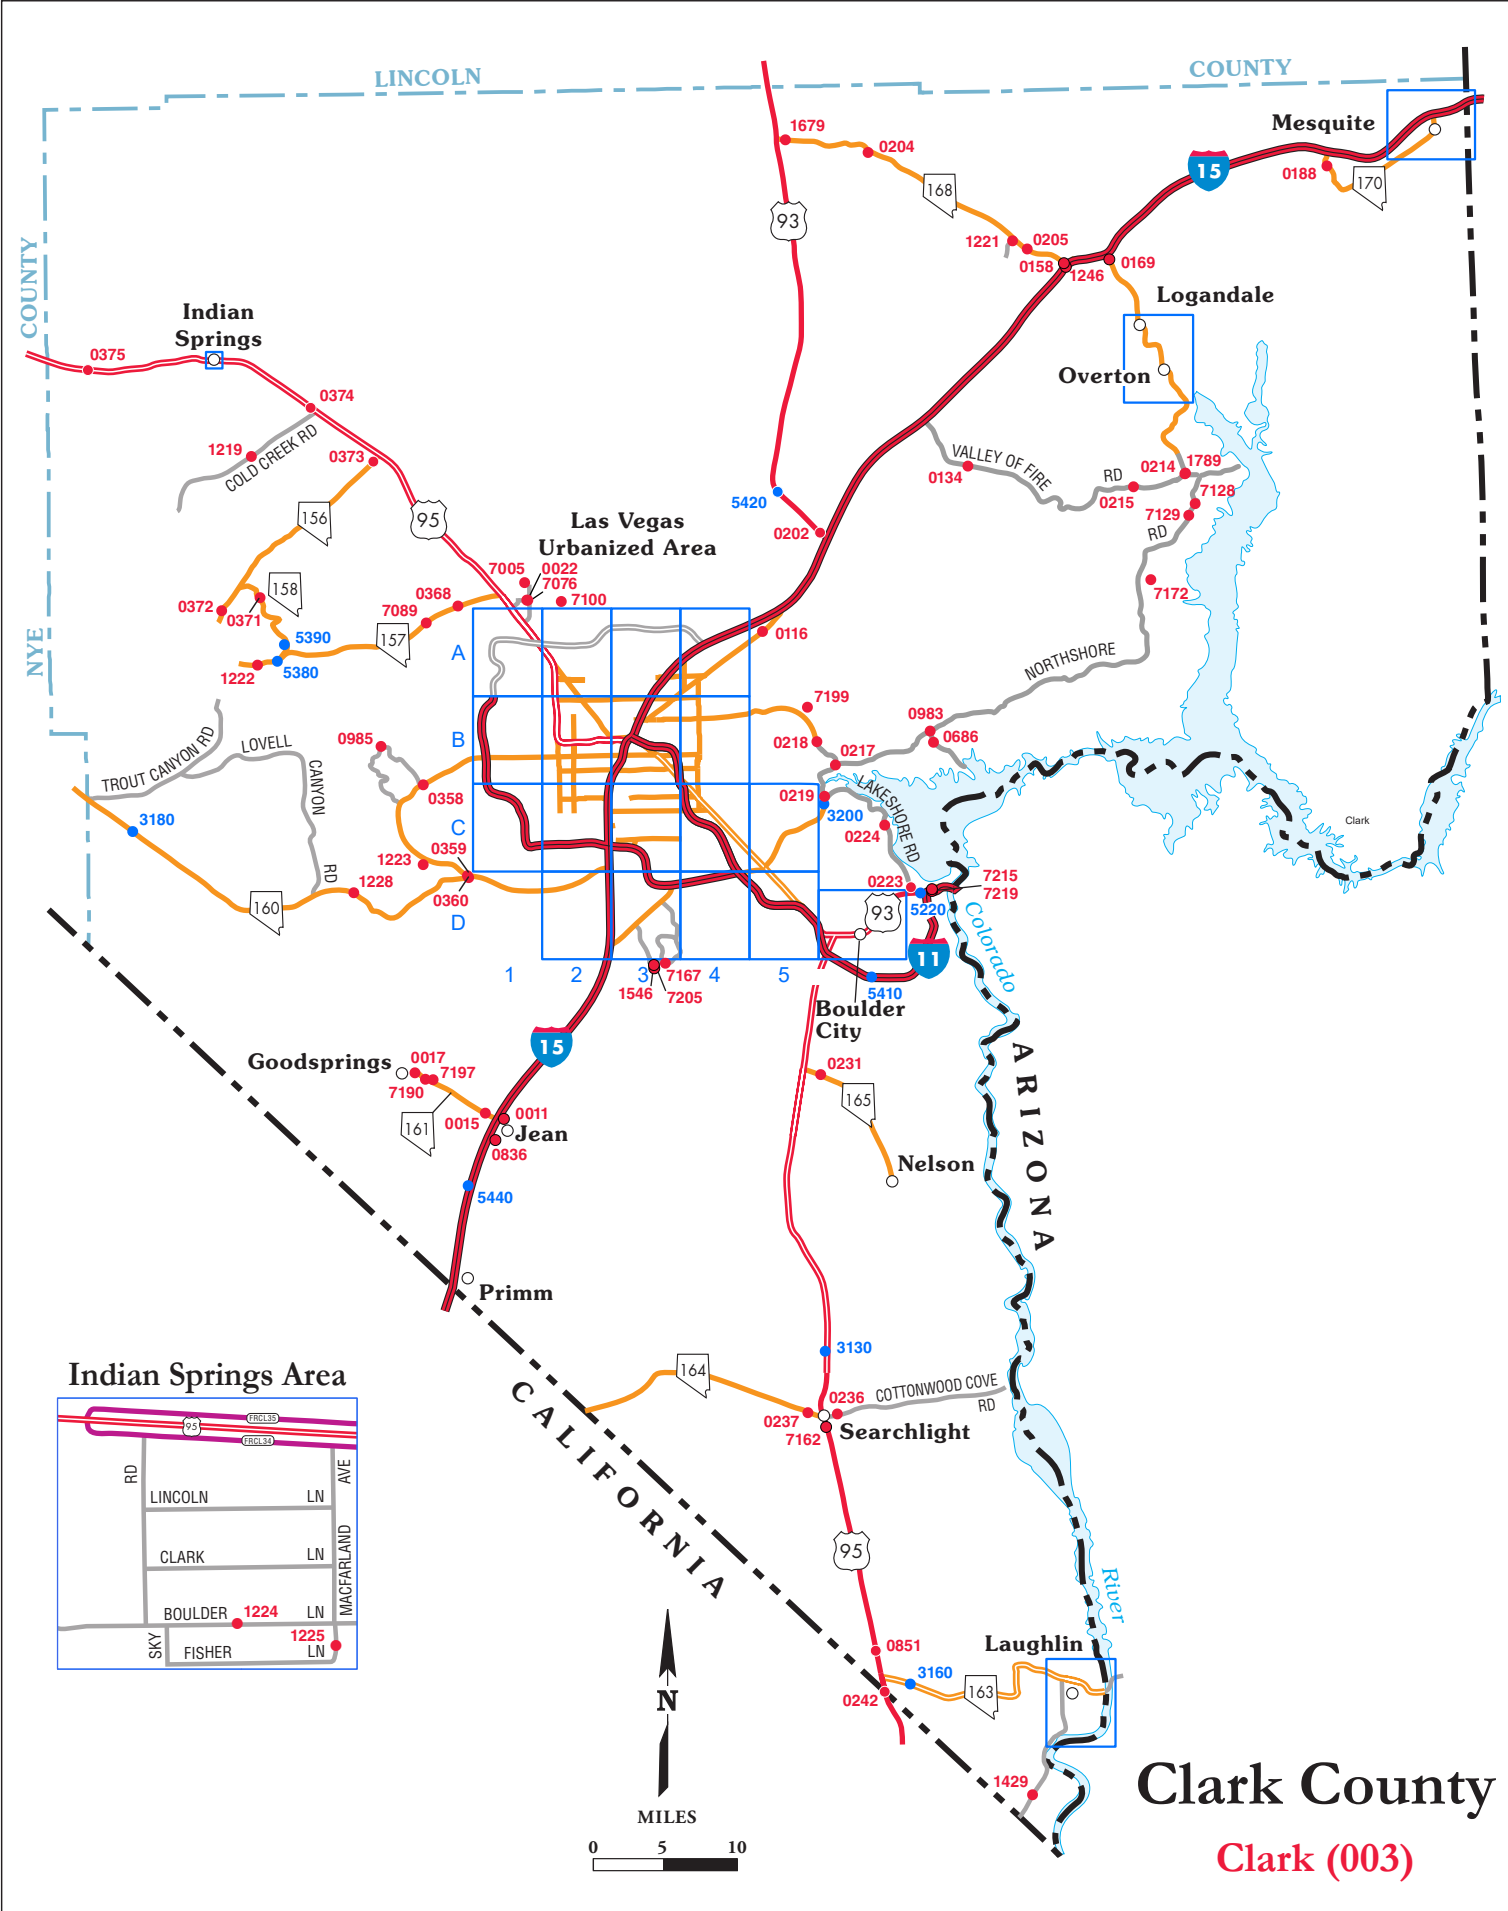 LINCOLN
COUNTY
Mesquite
1679
0204
15
0188
170
168
93
COUNTY
1221
0205
0158
1246
0169
Logandale
Indian
Springs
0375
Overton
0374
1219
COLD CREEK RD
0373
VALLEY OF FIRE
RD
0134
0214
1789
0215
7128
7129
RD
156
95
5420
0202
Las Vegas
Urbanized Area
7005
0022
7076
7100
158
0372
0371
0368
7089
7172
5390
157
5380
1222
NYE
0116
A
NORTHSHORE
TROUT CANYON RD
LOVELL
CANYON
RD
0985
B
7199
0218
0217
0983
0686
0358
3180
C
0219
3200
LAKESHORE RD
0224
Clark
1223
0359
1228
0360
160
D
0223
5220
7215
7219
93
11
Colorado
1
2
3
4
5
7167
1546
7205
5410
Boulder
City
15
Goodsprings
0017
7197
7190
161
0015
0011
Jean
0836
5440
0231
165
Nelson
ARIZONA
Primm
3130
164
0236
COTTONWOOD COVE
RD
0237
7162
Searchlight
CALIFORNIA
95
River
0851
Laughlin
3160
0242
163
1429
Indian Springs Area
FRCL35
95
FRCL34
RD
AVE
LINCOLN
LN
CLARK
LN
MACFARLAND
BOULDER
1224
LN
SKY
FISHER
1225
LN
N
MILES
0
5
10
Clark County
Clark (003)